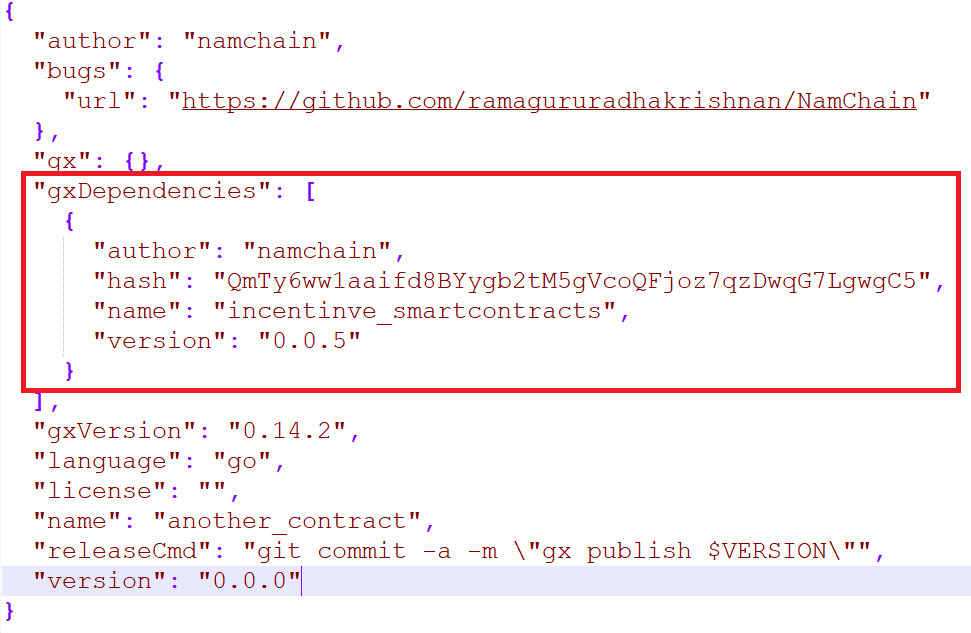 {
"author": "namchain",
"bugs": {
"url": "https://github.com/ramagururadhakrishnan/NamChain"
},
"gx": {},
"gxDependencies": [
{
"author": "namchain",
"hash": "QmTy6ww1aaifd8BYygb2tM5gVcoQFjoz7qzDwqG7LgwgC5",
"name": "incentinve_smartcontracts",
"version": "0.0.5"
}
],
"gxVersion": "0.14.2",
"language": "go",
"license": "",
"name": "another_contract",
"releaseCmd": "git commit -a -m \"gx publish $VERSION\"",
"version": "0.0.0"
}